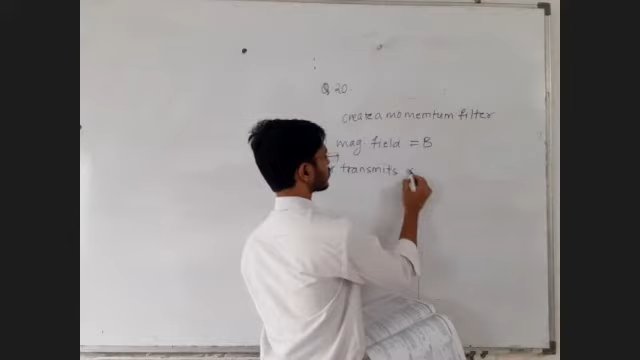 Q 20.
create a momentum filter
mag. field = B
transmits